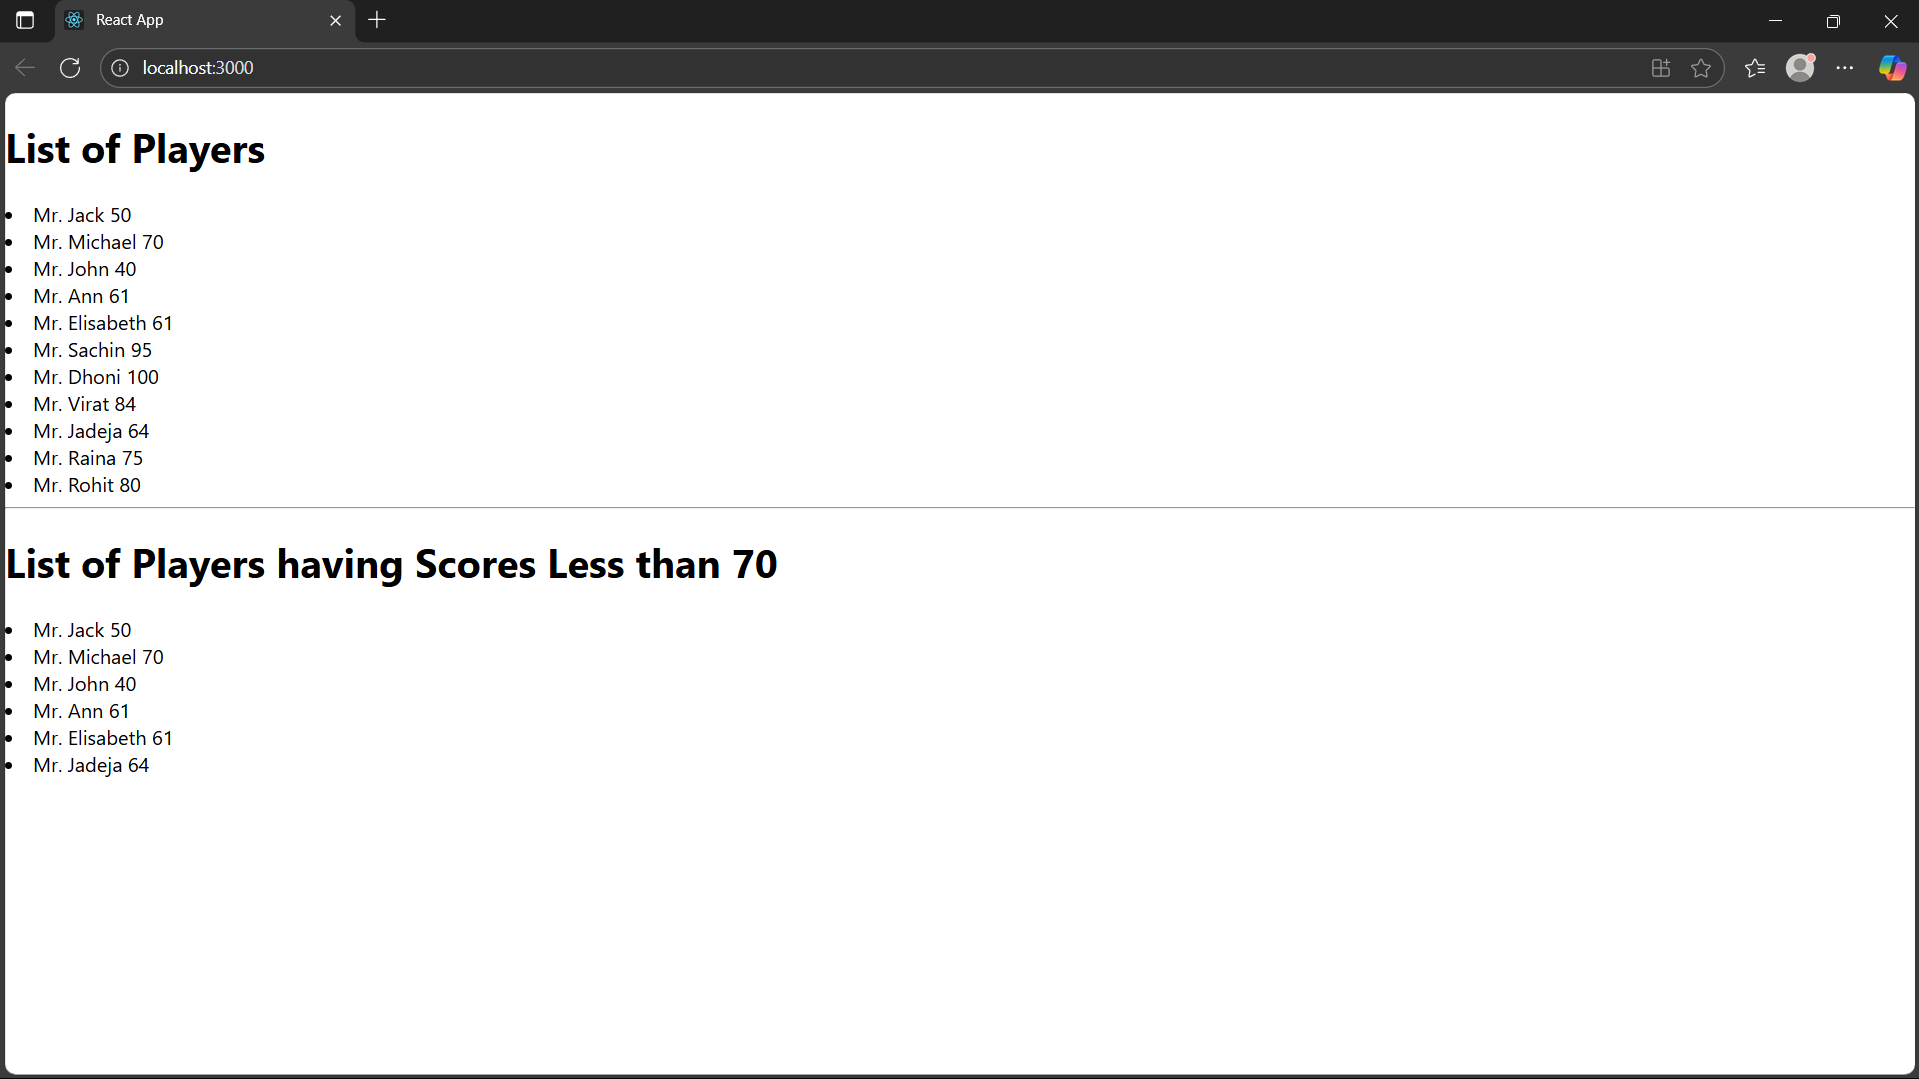 React App
localhost:3000
List of Players
Mr. Jack 50
Mr. Michael 70
Mr. John 40
Mr. Ann 61
Mr. Elisabeth 61
Mr. Sachin 95
Mr. Dhoni 100
Mr. Virat 84
Mr. Jadeja 64
Mr. Raina 75
Mr. Rohit 80
List of Players having Scores Less than 70
Mr. Jack 50
Mr. Michael 70
Mr. John 40
Mr. Ann 61
Mr. Elisabeth 61
Mr. Jadeja 64